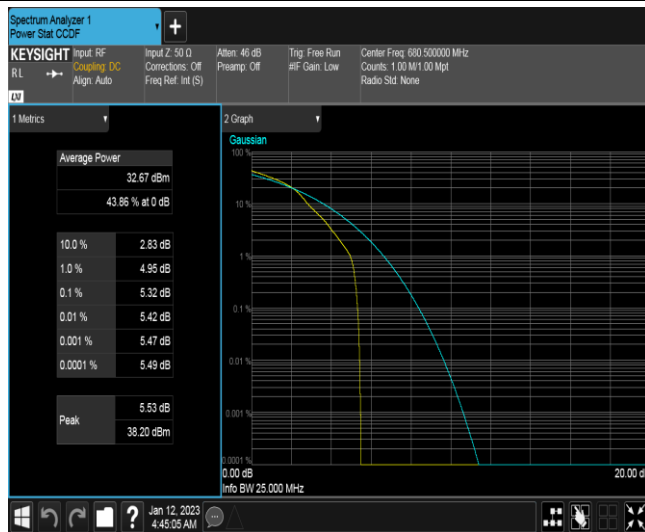 Spectrum Analyzer 1
Power Stat CCDF
KEYSIGHT
RL
LXI
Input: RF
Coupling: DC
Align: Auto
Input Z: 50 Ω
Corrections: Off
Freq Ref: Int (S)
Atten: 46 dB
Preamp: Off
Trig: Free Run
#IF Gain: Low
Center Freq: 680.500000 MHz
Counts: 1.00 M/1.00 Mpt
Radio Std: None
1 Metrics
Average Power
32.67 dBm
43.86 % at 0 dB
10.0 % 2.83 dB
1.0 % 4.95 dB
0.1 % 5.32 dB
0.01 % 5.42 dB
0.001 % 5.47 dB
0.0001 % 5.49 dB
Peak
5.53 dB
38.20 dBm
2 Graph
Gaussian
100 %
10 %
1 %
0.1 %
0.01 %
0.001 %
0.0001 %
0.00 dB
20.00 d
Info BW 25.000 MHz
?
Jan 12, 2023
4:45:05 AM